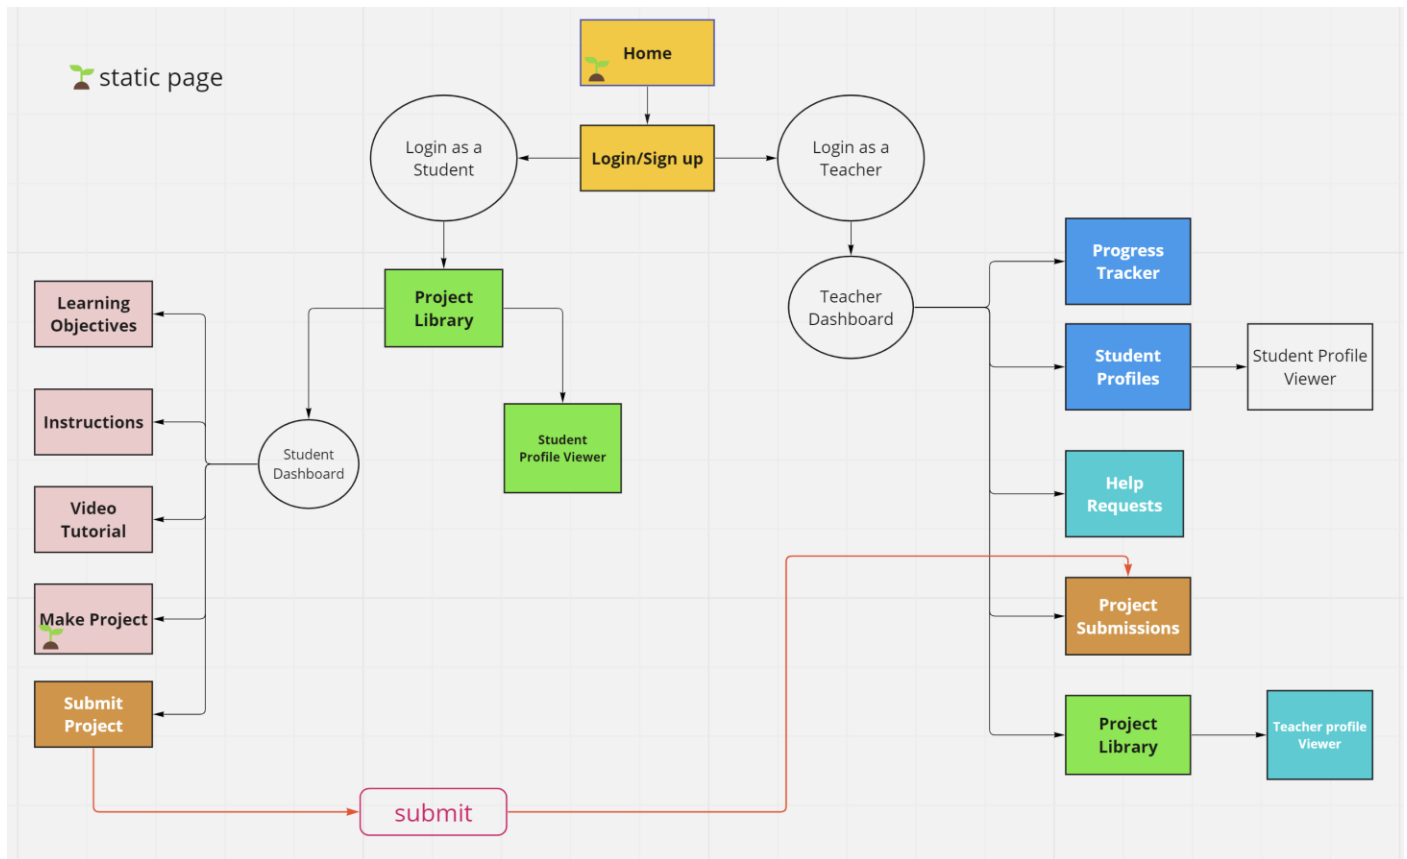 Home
static page
Login as a
Student
Login/Sign up
Login as a
Teacher
Progress
Tracker
Project
Library
Teacher
Dashboard
Learning
Objectives
Student
Profiles
Student Profile
Viewer
Instructions
Student
Dashboard
Student
Profile Viewer
Help
Requests
Video
Tutorial
Make Project
Project
Submissions
Submit
Project
Project
Library
Teacher profile
Viewer
submit